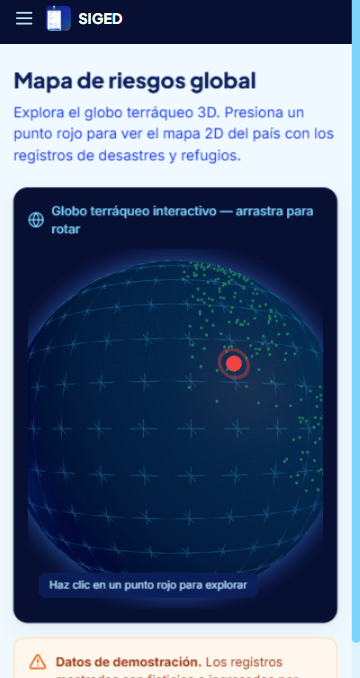 SIGED
Mapa de riesgos global
Explora el globo terráqueo 3D. Presiona un
punto rojo para ver el mapa 2D del país con los
registros de desastres y refugios.
Globo terráqueo interactivo — arrastra para
rotar
Haz clic en un punto rojo para explorar
Datos de demostración. Los registros